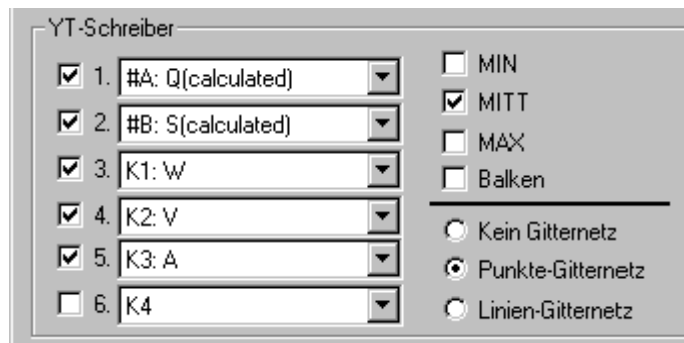 YT-Schreiber
1. #A: Q(calculated)
2. #B: S(calculated)
3. K1: W
4. K2: V
5. K3: A
6. K4
MIN
MITT
MAX
Balken
Kein Gitternetz
Punkte-Gitternetz
Linien-Gitternetz